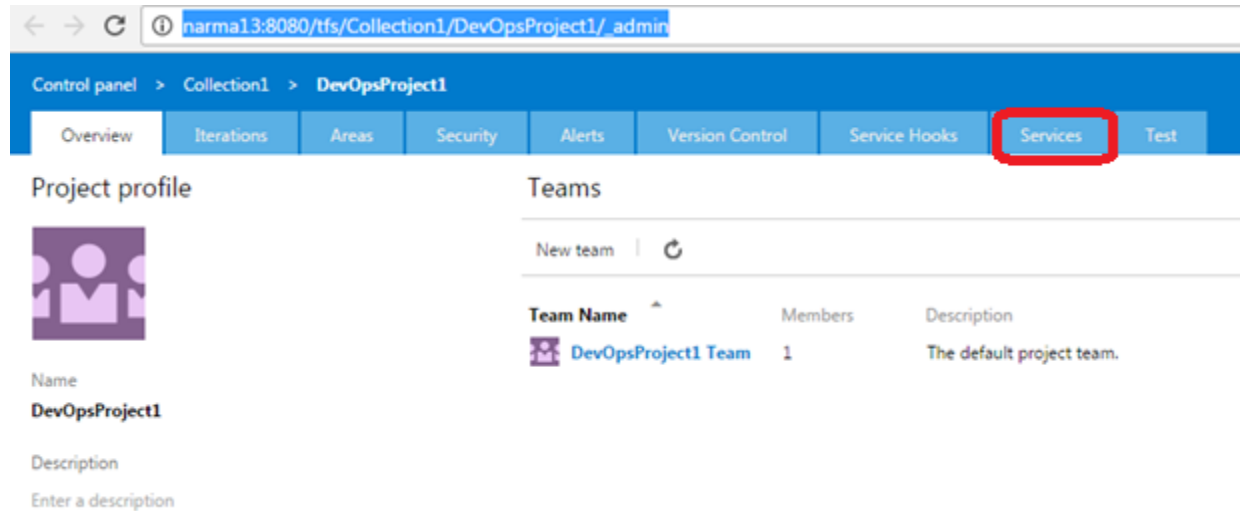 narma13:8080/tfs/Collection1/DevOpsProject1/_admin
Control panel > Collection1 > DevOpsProject1
Overview Iterations Areas Security Alerts Version Control Service Hooks Services Test
Project profile
Teams
New team
Team Name Members Description
DevOpsProject1 Team 1 The default project team.
Name
DevOpsProject1
Description
Enter a description